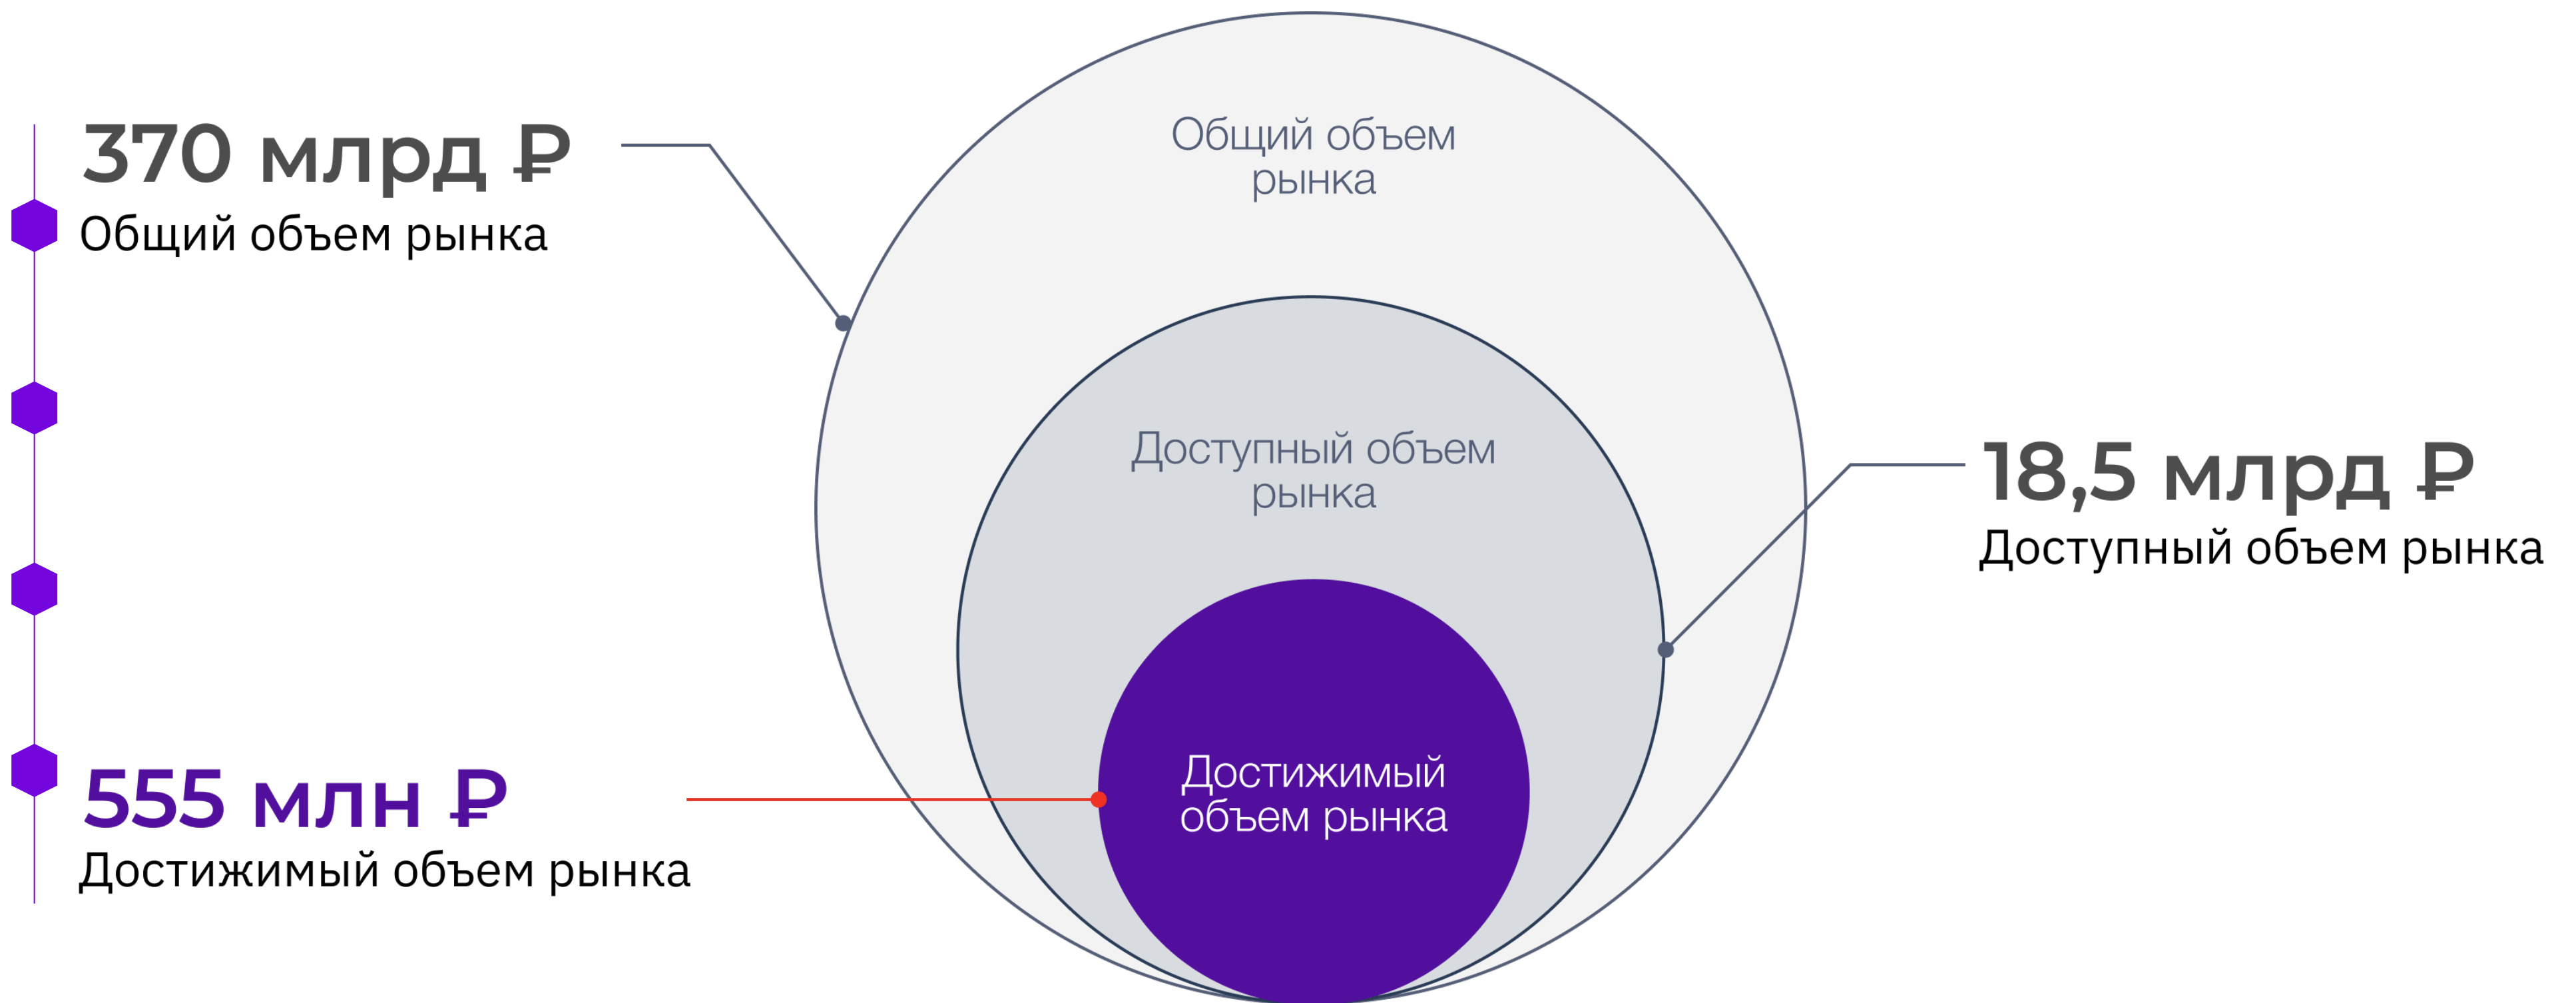 370 млрд ₽
Общий объем рынка
Общий объем
рынка
Доступный объем
рынка
18,5 млрд ₽
Доступный объем рынка
555 млн ₽
Достижимый объем рынка
Достижимый
объем рынка